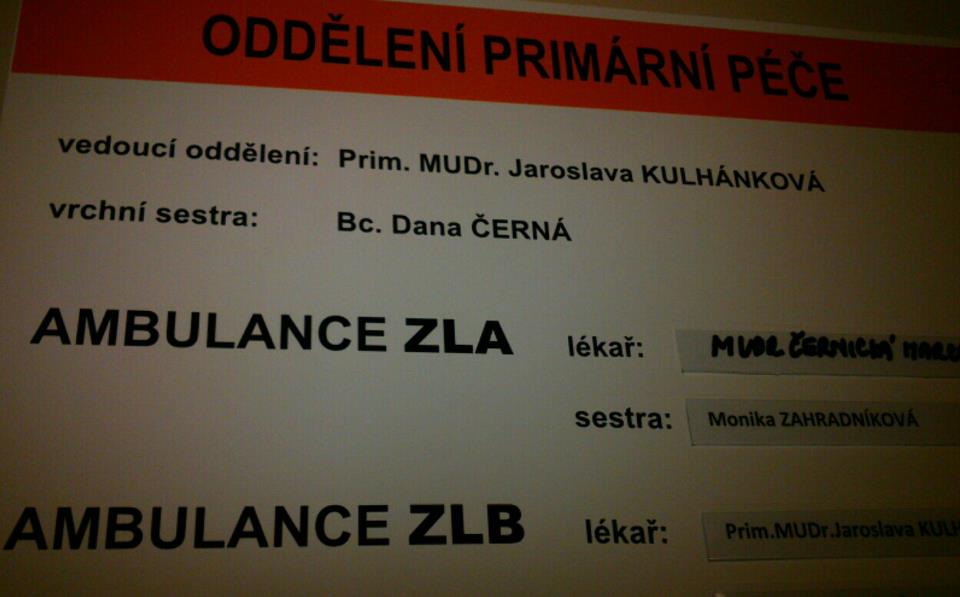 ODDĚLENÍ PRIMÁRNÍ PÉČE
vedoucí oddělení: Prim. MUDr. Jaroslava KULHÁNKOVÁ
vrchní sestra: Bc. Dana ČERNÁ
AMBULANCE ZLA lékař: MUDR. ČERNICKÁ
sestra: Monika ZAHRADNÍKOVÁ
AMBULANCE ZLB lékař: Prim.MUDr.Jaroslava